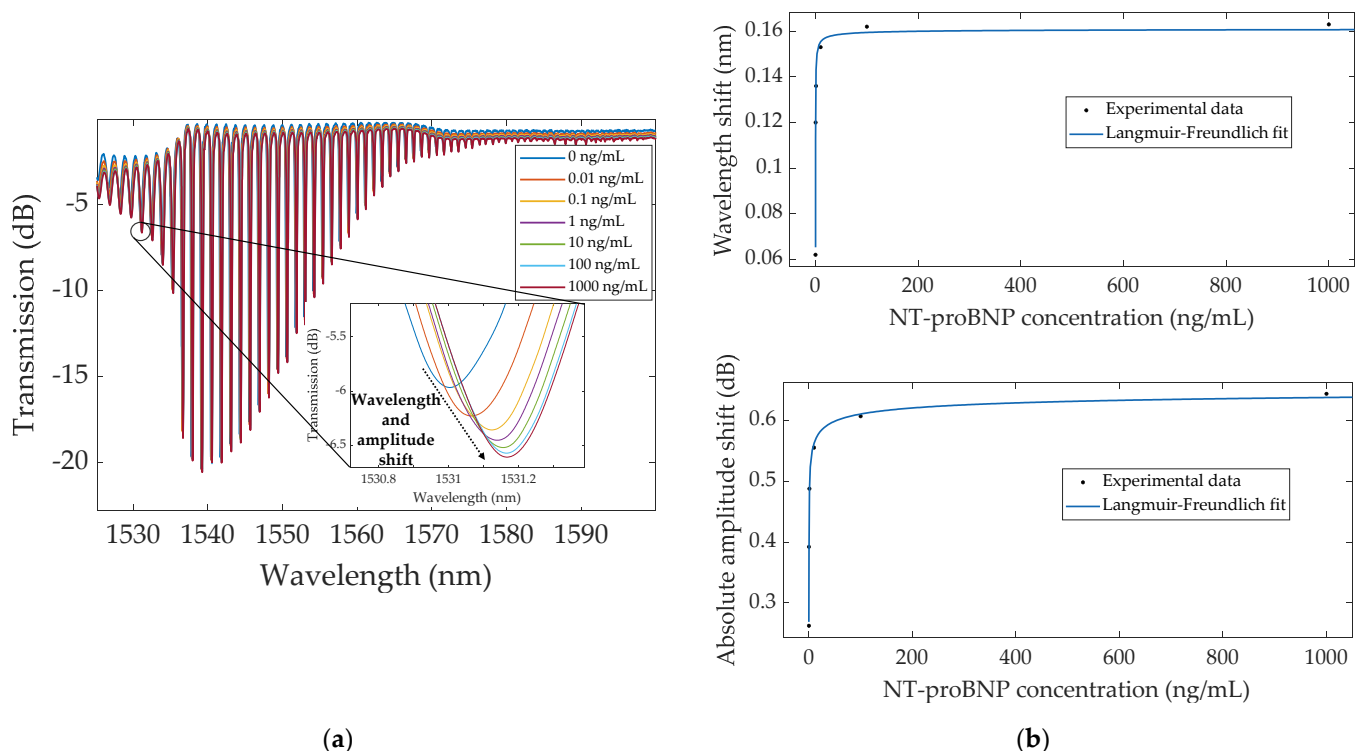 Transmission (dB)
-5
-10
-15
-20
1530
1540
1550
1560
1570
1580
1590
Wavelength (nm)
0 ng/mL
0.01 ng/mL
0.1 ng/mL
1 ng/mL
10 ng/mL
100 ng/mL
1000 ng/mL
Transmission (dB)
-5.5
-6
-6.5
Wavelength
and
amplitude
shift
1530.8
1531
1531.2
Wavelength (nm)
(a)
Wavelength shift (nm)
0.16
0.14
0.12
0.1
0.08
0.06
Experimental data
Langmuir-Freundlich fit
0
200
400
600
800
1000
NT-proBNP concentration (ng/mL)
Absolute amplitude shift (dB)
0.6
0.5
0.4
0.3
Experimental data
Langmuir-Freundlich fit
0
200
400
600
800
1000
NT-proBNP concentration (ng/mL)
(b)